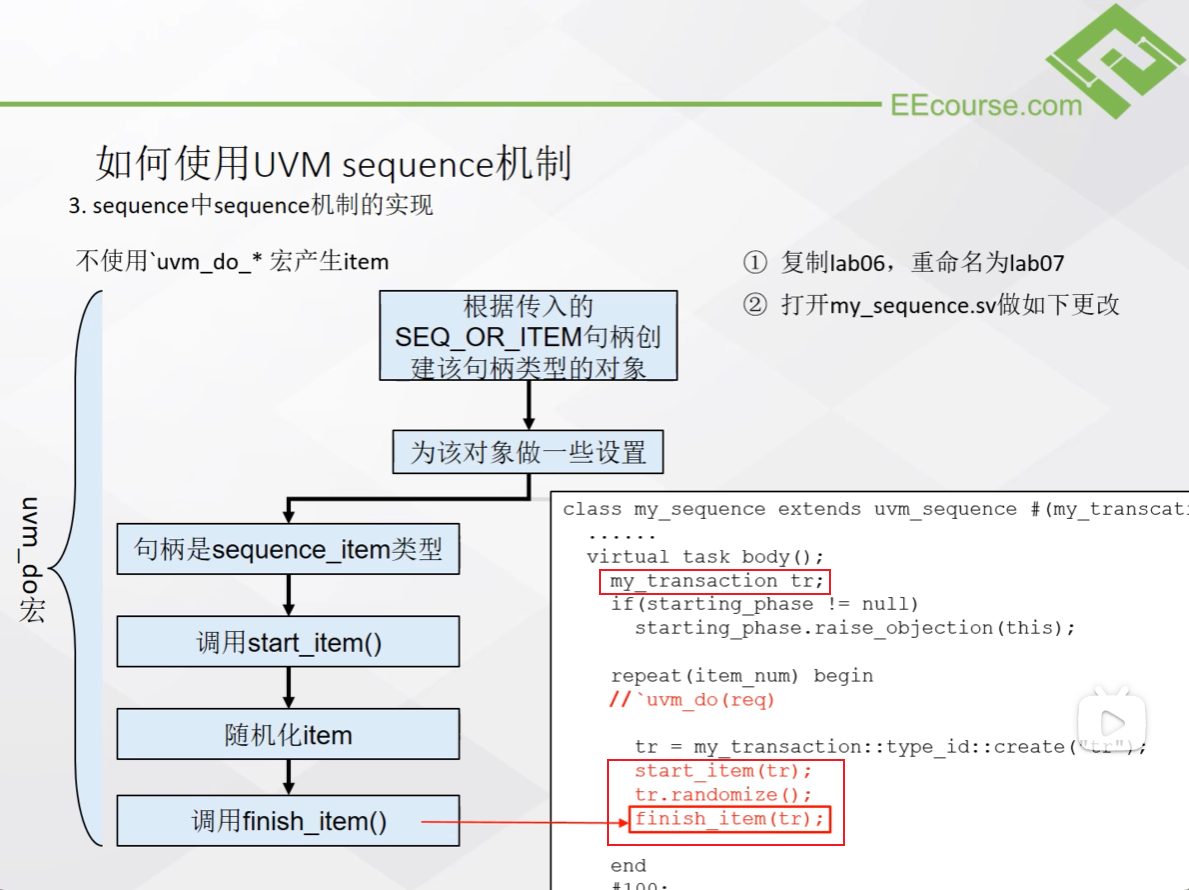 EEcourse.com
如何使用UVM sequence机制
3. sequence中sequence机制的实现
不使用`uvm_do_* 宏产生item
① 复制lab06，重命名为lab07
② 打开my_sequence.sv做如下更改
根据传入的
SEQ_OR_ITEM句柄创
建该句柄类型的对象
为该对象做一些设置
uvm_do宏
句柄是sequence_item类型
调用start_item()
随机化item
调用finish_item()
class my_sequence extends uvm_sequence #(my_transcati
......
virtual task body();
my_transaction tr;
if(starting_phase != null)
starting_phase.raise_objection(this);
repeat(item_num) begin
//`uvm_do(req)
tr = my_transaction::type_id::create("tr");
start_item(tr);
tr.randomize();
finish_item(tr);
end
#100;